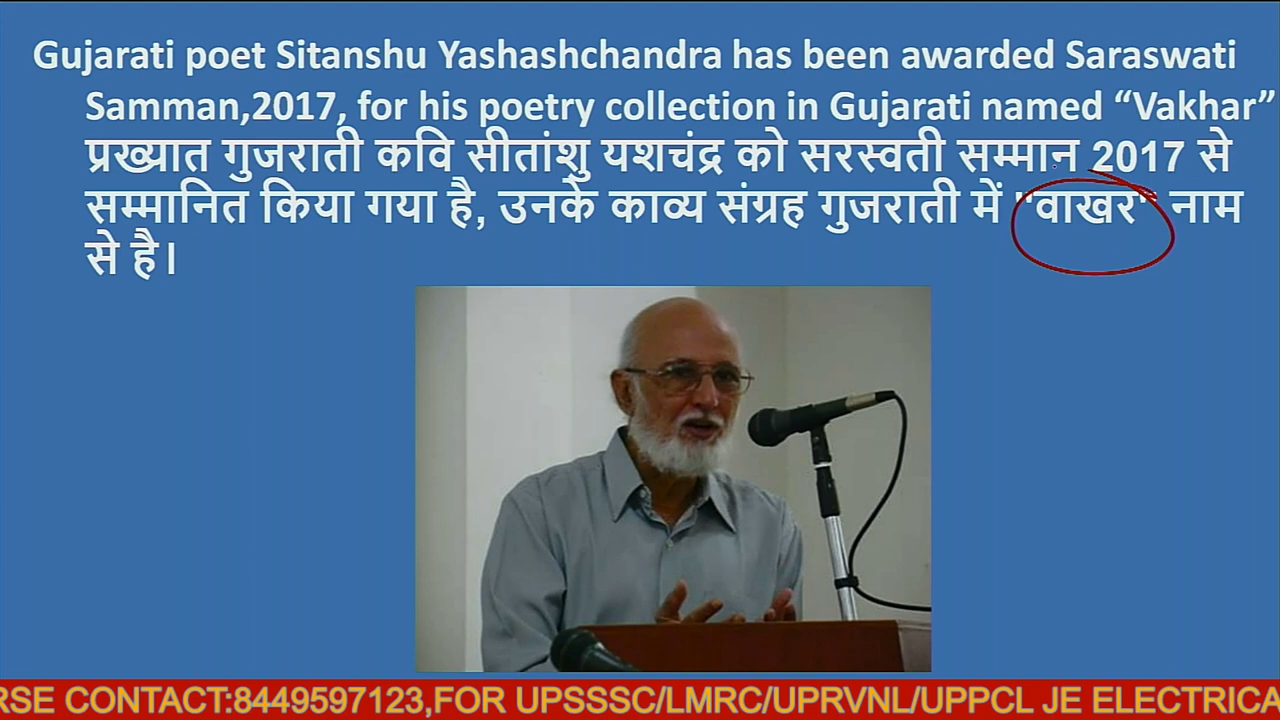 Gujarati poet Sitanshu Yashashchandra has been awarded Saraswati
Samman,2017, for his poetry collection in Gujarati named “Vakhar”
प्रख्यात गुजराती कवि सीतांशु यशचंद्र को सरस्वती सम्मान 2017 से
सम्मानित किया गया है, उनके काव्य संग्रह गुजराती में "वाखर" नाम
से है।
RSE CONTACT:8449597123,FOR UPSSSC/LMRC/UPRVNL/UPPCL JE ELECTRICA